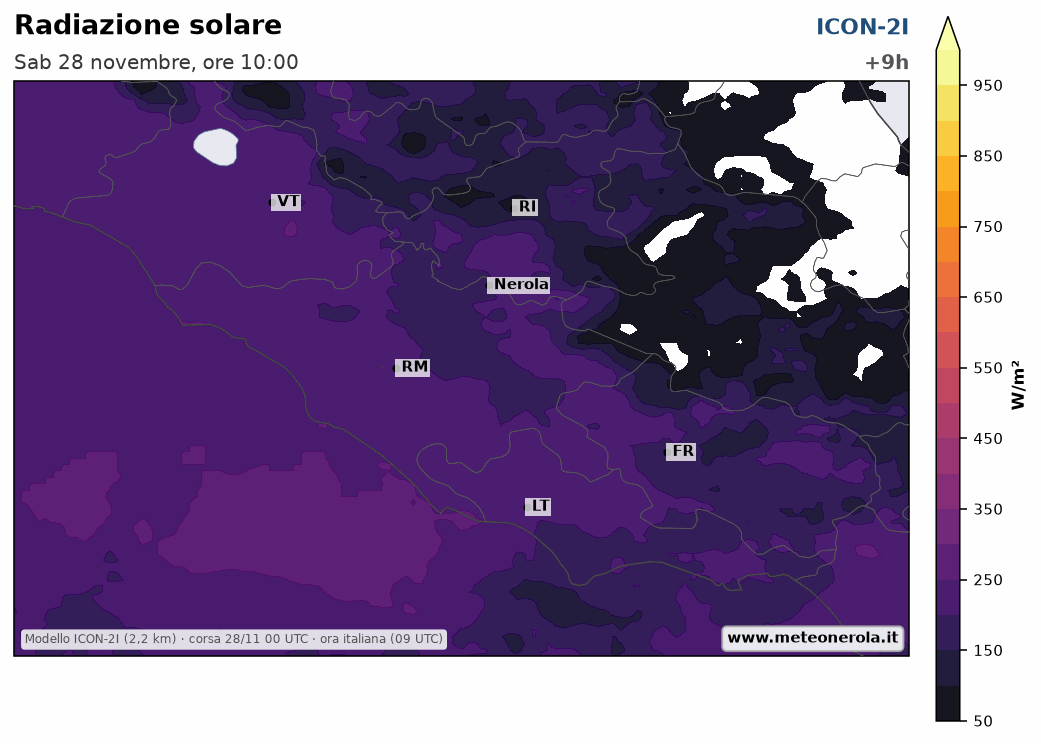 Radiazione solare
ICON-2I
Sab 28 novembre, ore 10:00
+9h
950
850
750
650
550
450
350
250
150
50
W/m²
VT
RI
Nerola
RM
FR
LT
Modello ICON-2I (2,2 km) · corsa 28/11 00 UTC · ora italiana (09 UTC)
www.meteonerola.it